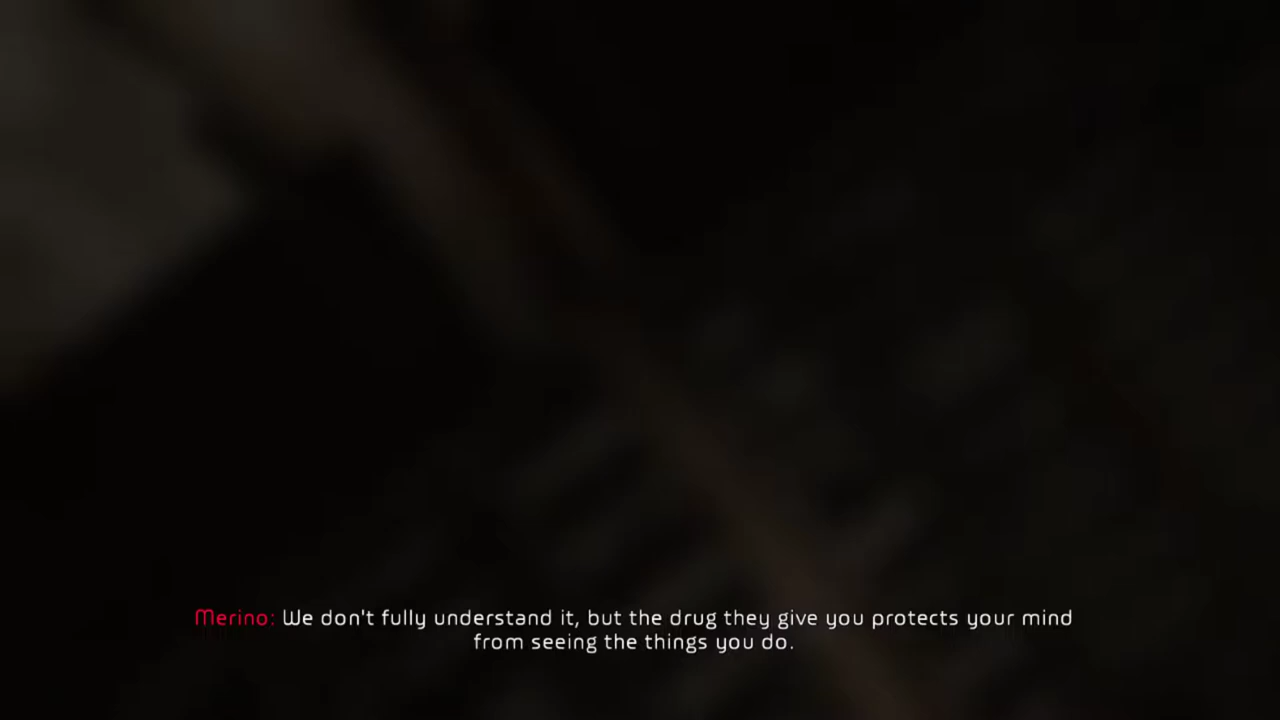 Merino: We don't fully understand it, but the drug they give you protects your mind
from seeing the things you do.